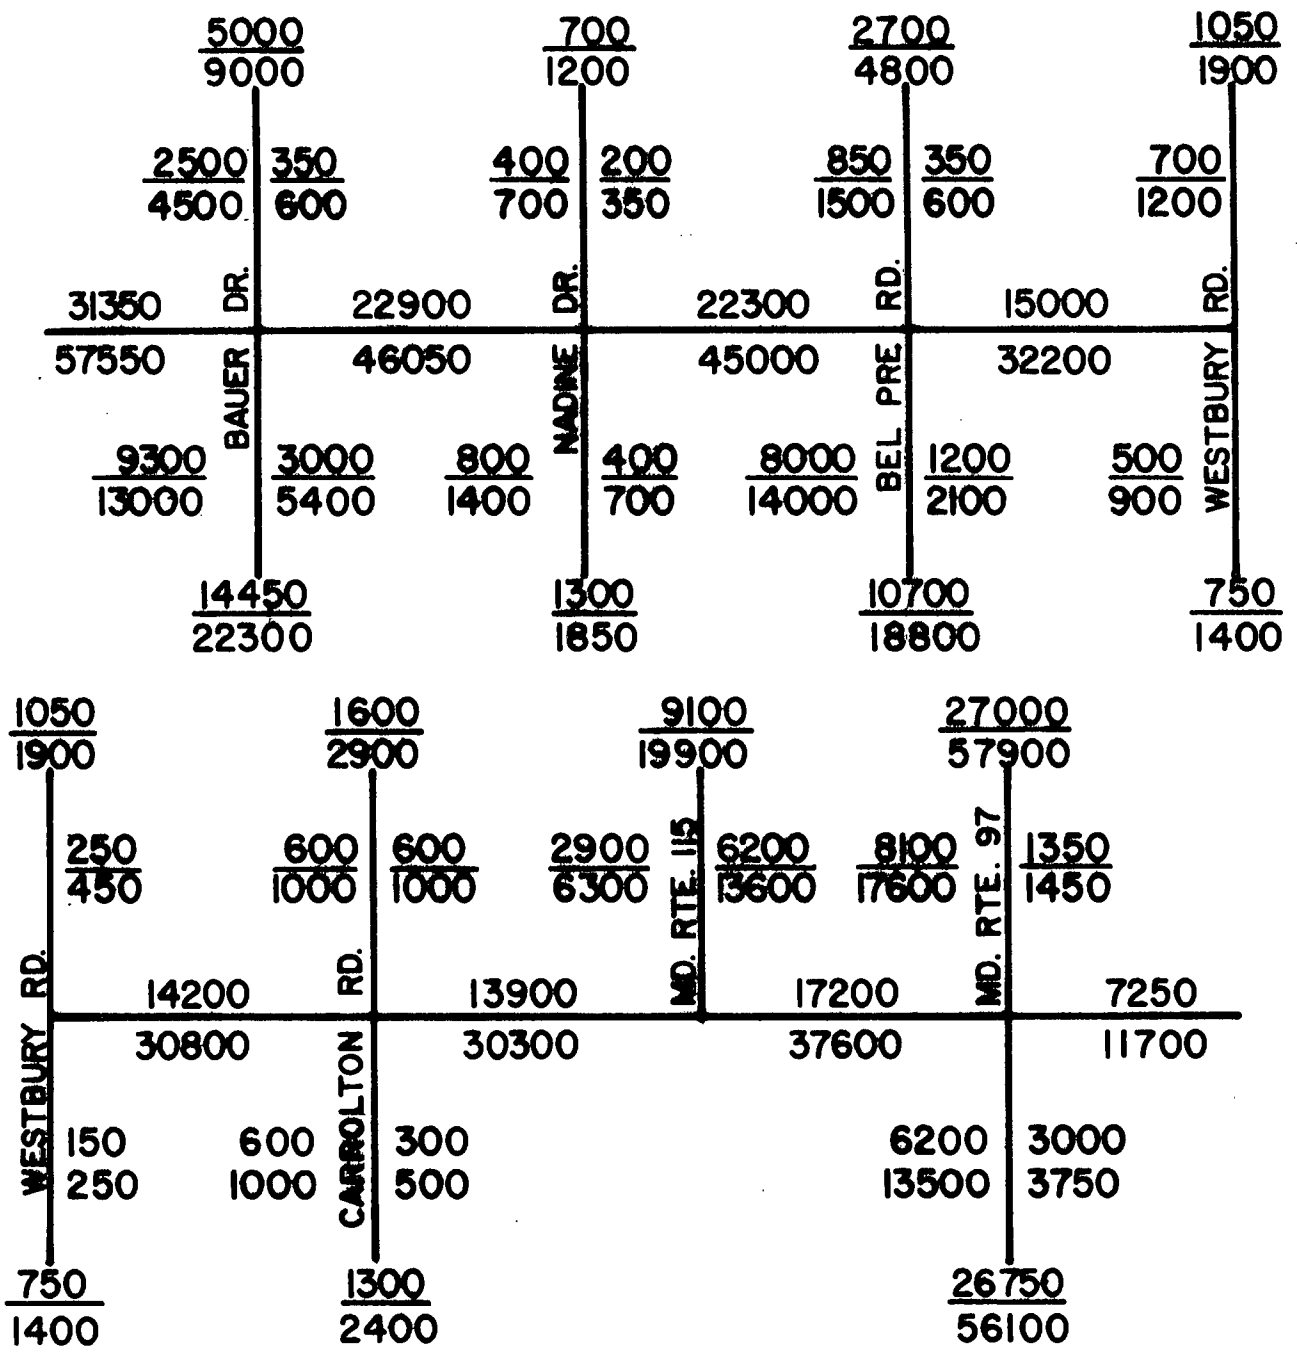 5000 700 2700 1050
9000 1200 4800 1900
2500 350 400 200 850 350 700
4500 600 700 350 1500 600 1200
31350 22900 22300 15000
57550 46050 45000 32200
BAUER DR.
NADINE DR.
BEL PRE RD.
WESTBURY RD.
9300 3000 800 400 8000 1200 500
13000 5400 1400 700 14000 2100 900
14450 1300 10700 750
22300 1850 18800 1400
1050 1600 9100 27000
1900 2900 19900 57900
250 600 600 2900 6200 8100 1350
450 1000 1000 6300 13600 17600 1450
WESTBURY RD.
CARROLTON RD.
MD. RTE. 115
MD. RTE. 97
14200 13900 17200 7250
30800 30300 37600 11700
150 600 300 6200 3000
250 1000 500 13500 3750
750 1300 26750
1400 2400 56100